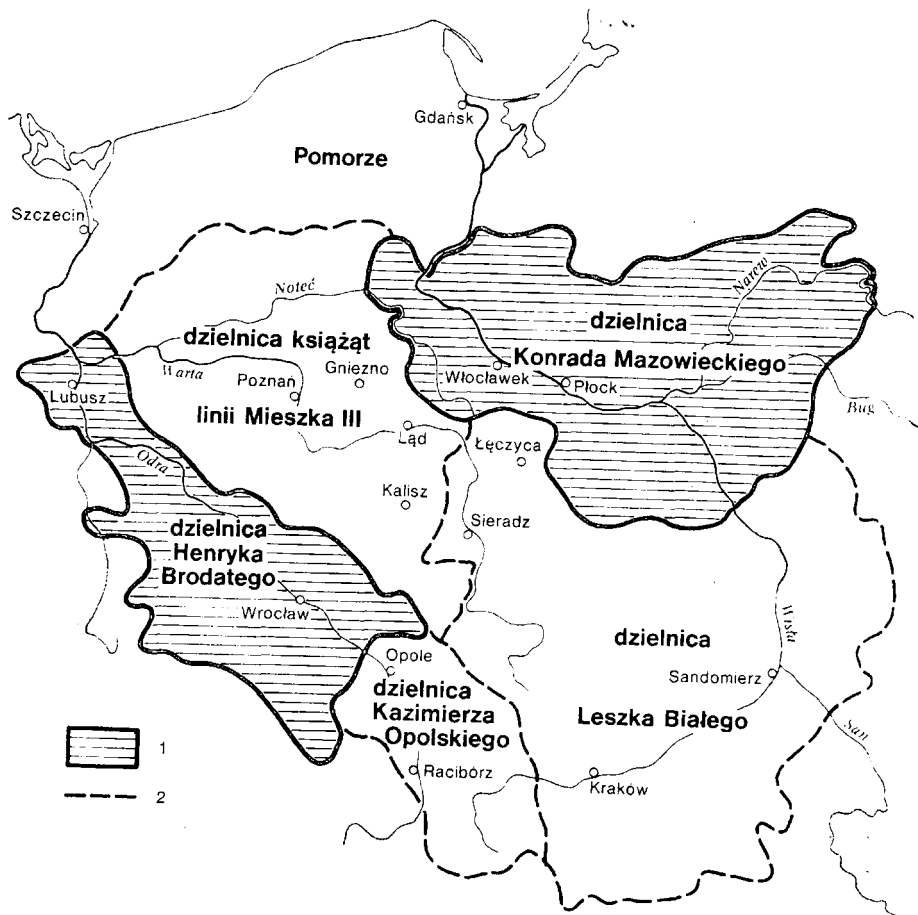 Gdańsk
Pomorze
Szczecin
Noteć
Narew
dzielnica
Konrada Mazowieckiego
dzielnica książąt
linii Mieszka III
Warta
Poznań
Gniezno
Włocławek
Płock
Bug
Lubusz
Ląd
Łęczyca
Odra
Kalisz
Sieradz
dzielnica
Henryka
Brodatego
Wrocław
Wisła
dzielnica
Leszka Białego
Sandomierz
San
Opole
dzielnica
Kazimierza
Opolskiego
Racibórz
Kraków
1
2